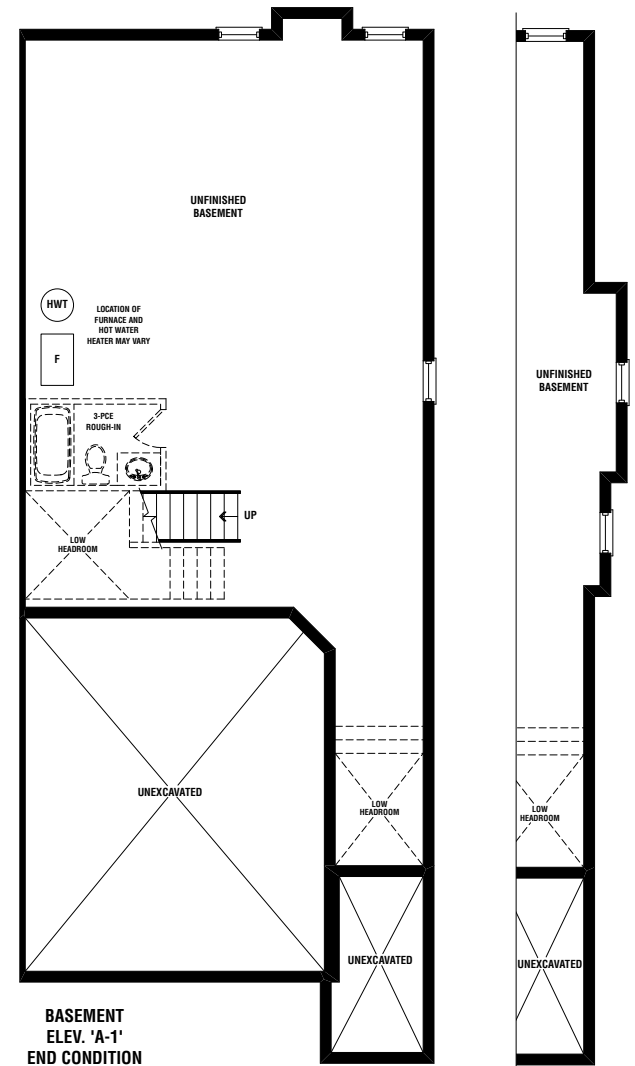 UNFINISHED
BASEMENT
HWT
LOCATION OF
FURNACE AND
HOT WATER
HEATER MAY VARY
F
3-PCE
ROUGH-IN
UP
LOW
HEADROOM
UNEXCAVATED
LOW
HEADROOM
UNEXCAVATED
BASEMENT
ELEV. 'A-1'
END CONDITION
UNFINISHED
BASEMENT
LOW
HEADROOM
UNEXCAVATED